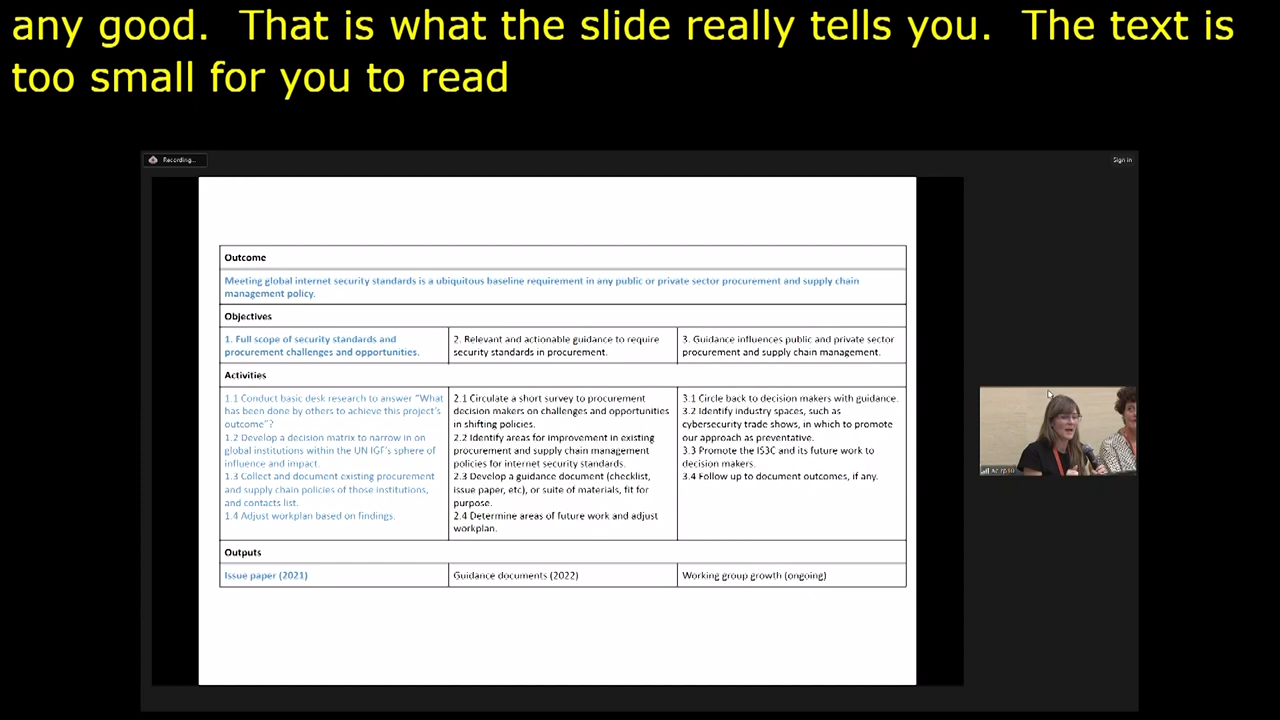 any good.  That is what the slide really tells you.  The text is
too small for you to read
Recording...
Sign in
Outcome
Meeting global internet security standards is a ubiquitous baseline requirement in any public or private sector procurement and supply chain
management policy.
Objectives
1. Full scope of security standards and
procurement challenges and opportunities.
2. Relevant and actionable guidance to require
security standards in procurement.
3. Guidance influences public and private sector
procurement and supply chain management.
Activities
1.1 Conduct basic desk research to answer "What
has been done by others to achieve this project's
outcome"?
1.2 Develop a decision matrix to narrow in on
global institutions within the UN IGF's sphere of
influence and impact.
1.3 Collect and document existing procurement
and supply chain policies of those institutions,
and contacts list.
1.4 Adjust workplan based on findings.
2.1 Circulate a short survey to procurement
decision makers on challenges and opportunities
in shifting policies.
2.2 Identify areas for improvement in existing
procurement and supply chain management
policies for internet security standards.
2.3 Develop a guidance document (checklist,
issue paper, etc), or suite of materials, fit for
purpose.
2.4 Determine areas of future work and adjust
workplan.
3.1 Circle back to decision makers with guidance.
3.2 Identify industry spaces, such as
cybersecurity trade shows, in which to promote
our approach as preventative.
3.3 Promote the IS3C and its future work to
decision makers.
3.4 Follow up to document outcomes, if any.
Outputs
Issue paper (2021)
Guidance documents (2022)
Working group growth (ongoing)